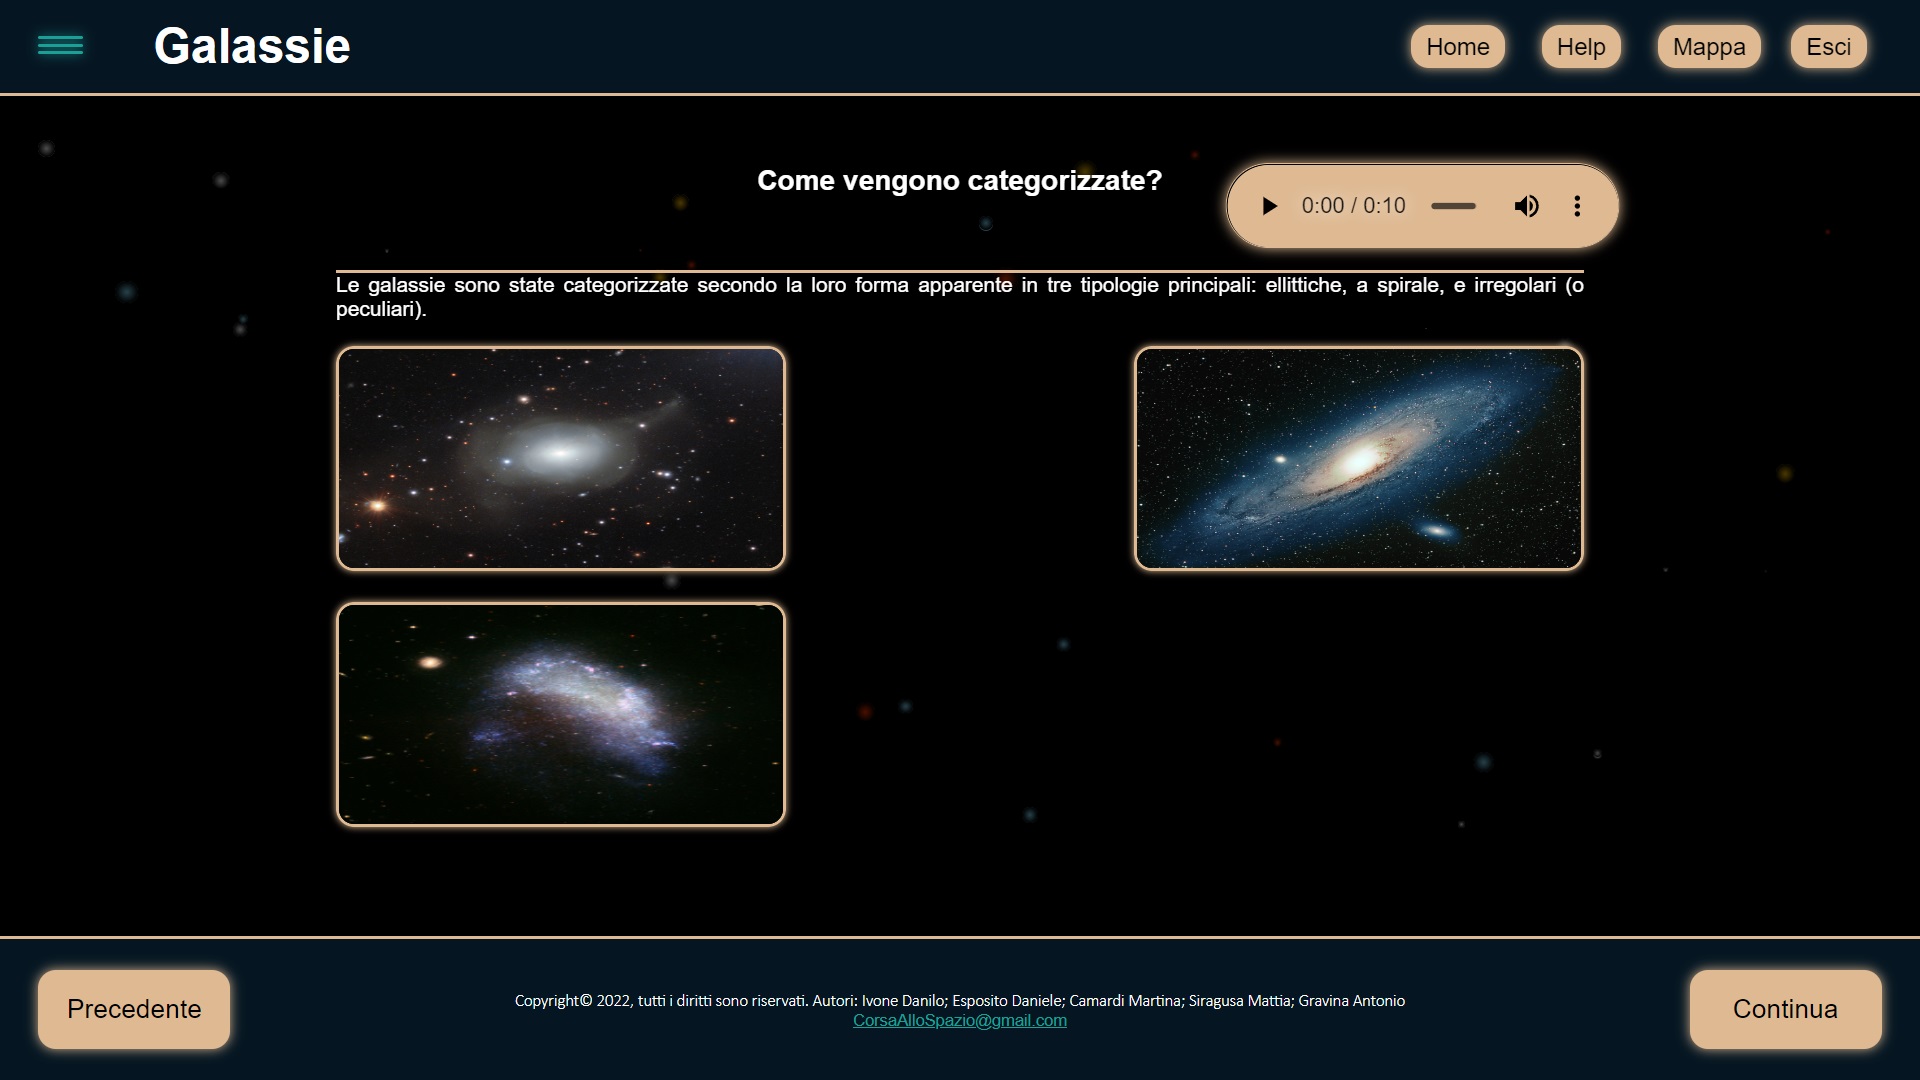 Galassie
Home
Help
Mappa
Esci
Come vengono categorizzate?
0:00 / 0:10
Le galassie sono state categorizzate secondo la loro forma apparente in tre tipologie principali: ellittiche, a spirale, e irregolari (o
peculiari).
Precedente
Copyright© 2022, tutti i diritti sono riservati. Autori: Ivone Danilo; Esposito Daniele; Camardi Martina; Siragusa Mattia; Gravina Antonio
CorsaAlloSpazio@gmail.com
Continua